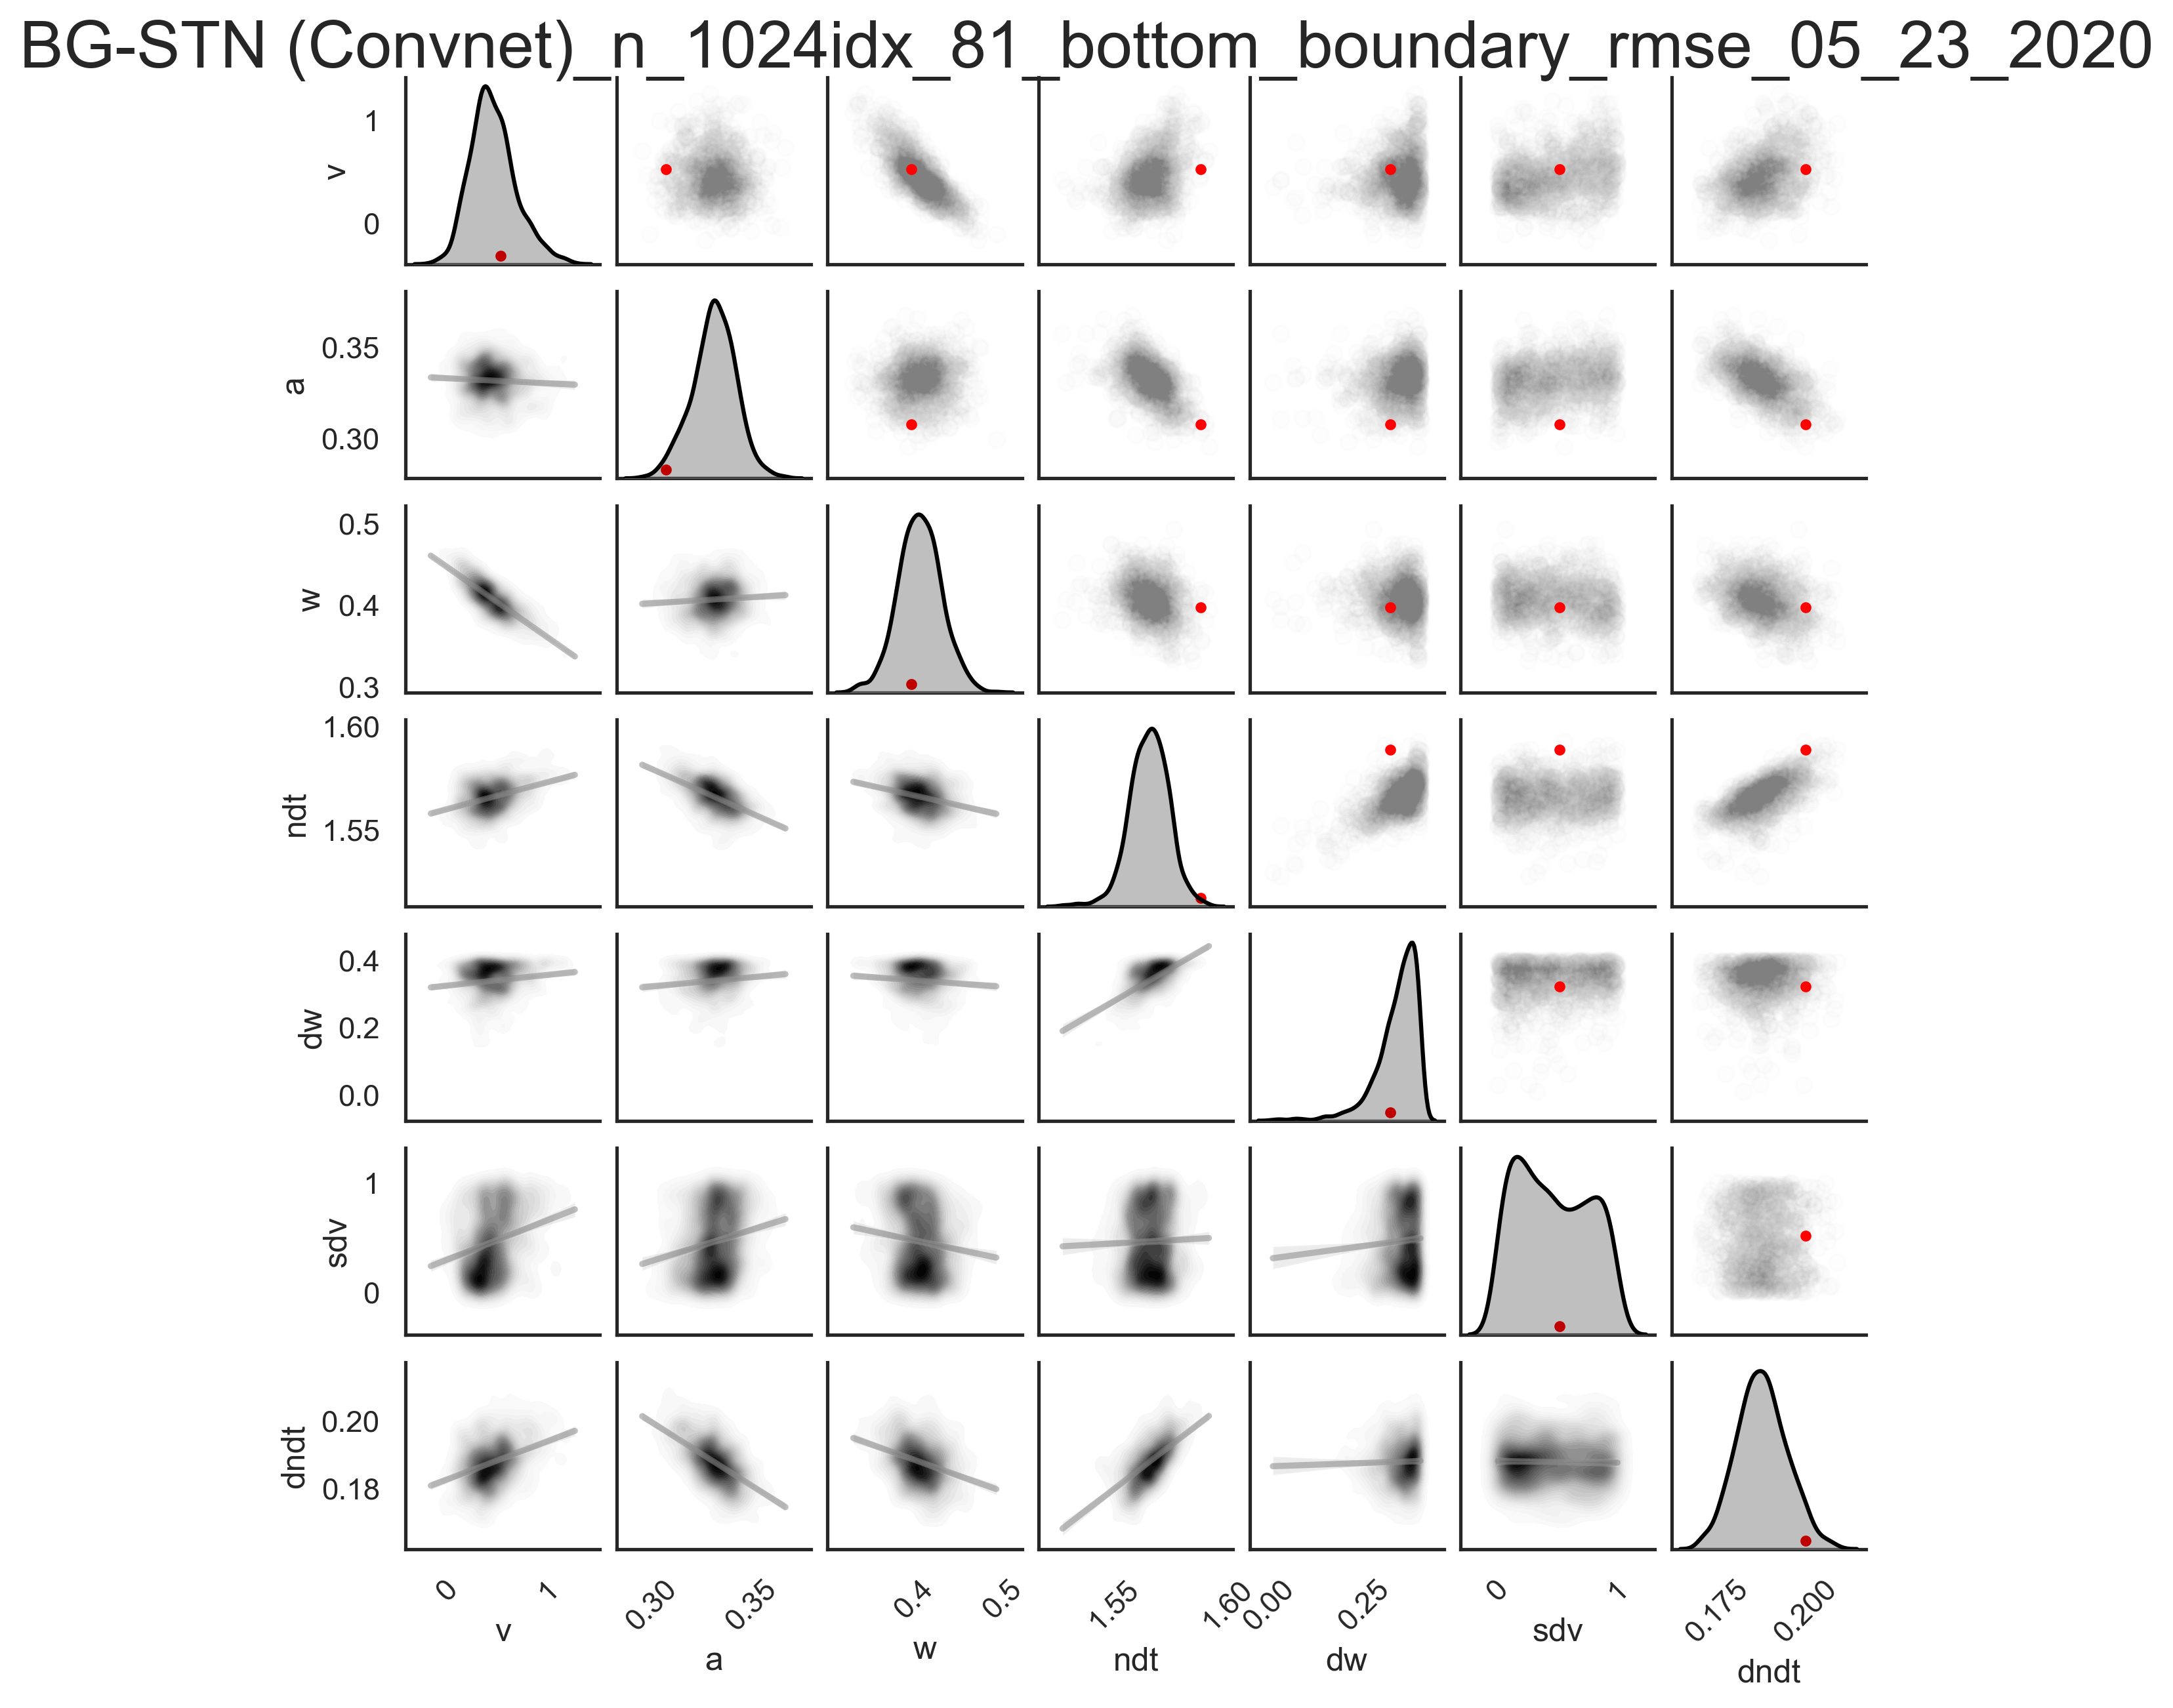 BG-STN (Convnet)_n_1024idx_81_bottom_boundary_rmse_05_23_2020
1
v
0
0.35
a
0.30
0.5
w
0.4
0.3
1.60
ndt
1.55
0.4
dw
0.2
0.0
1
sdv
0
0.20
dndt
0.18
0 1 0.30 0.35 0.4 0.5 1.55 1.60 0.00 0.25 0 1 0.175 0.200
v a w ndt dw sdv dndt